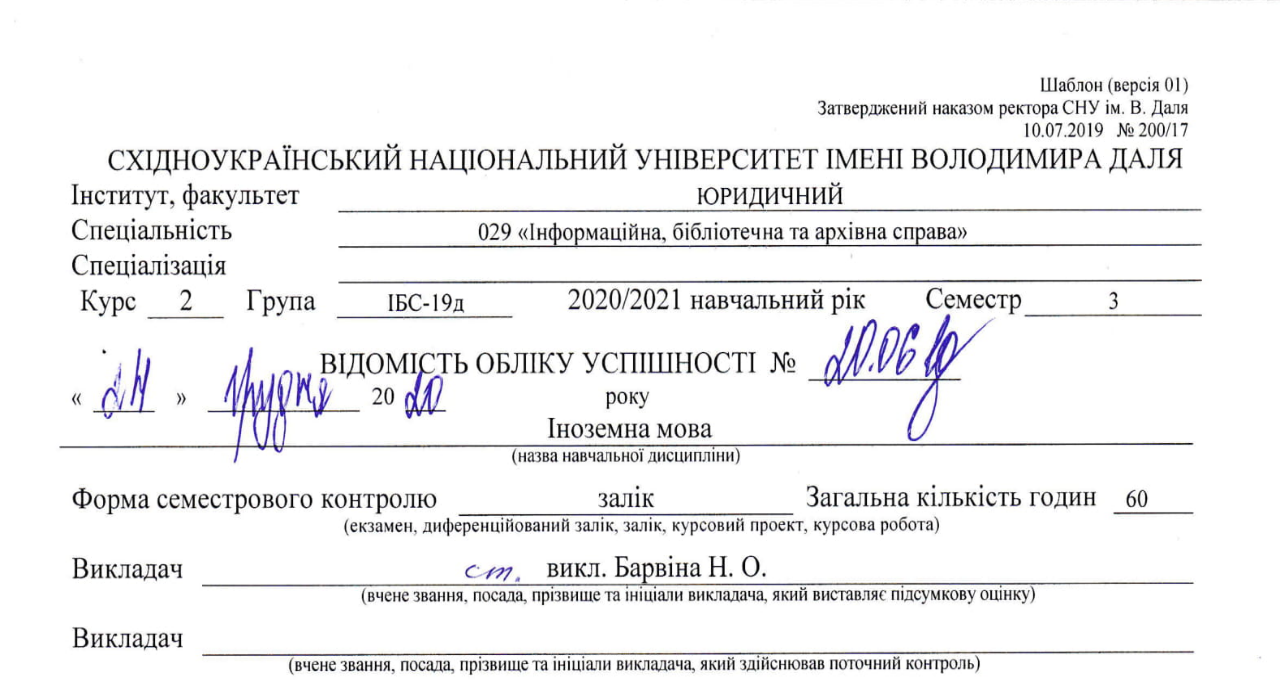 Шаблон (версія 01)
Затверджений наказом ректора СНУ ім. В. Даля
10.07.2019 № 200/17
СХІДНОУКРАЇНСЬКИЙ НАЦІОНАЛЬНИЙ УНІВЕРСИТЕТ ІМЕНІ ВОЛОДИМИРА ДАЛЯ
Інститут, факультет ЮРИДИЧНИЙ
Спеціальність 029 «Інформаційна, бібліотечна та архівна справа»
Спеціалізація
Курс 2 Група ІБС-19д 2020/2021 навчальний рік Семестр 3
ВІДОМІСТЬ ОБЛІКУ УСПІШНОСТІ № 20.06
« 24 » грудня 20 20 року
Іноземна мова
(назва навчальної дисципліни)
Форма семестрового контролю залік Загальна кількість годин 60
(екзамен, диференційований залік, залік, курсовий проект, курсова робота)
Викладач ст. викл. Барвіна Н. О.
(вчене звання, посада, прізвище та ініціали викладача, який виставляє підсумкову оцінку)
Викладач
(вчене звання, посада, прізвище та ініціали викладача, який здійснював поточний контроль)